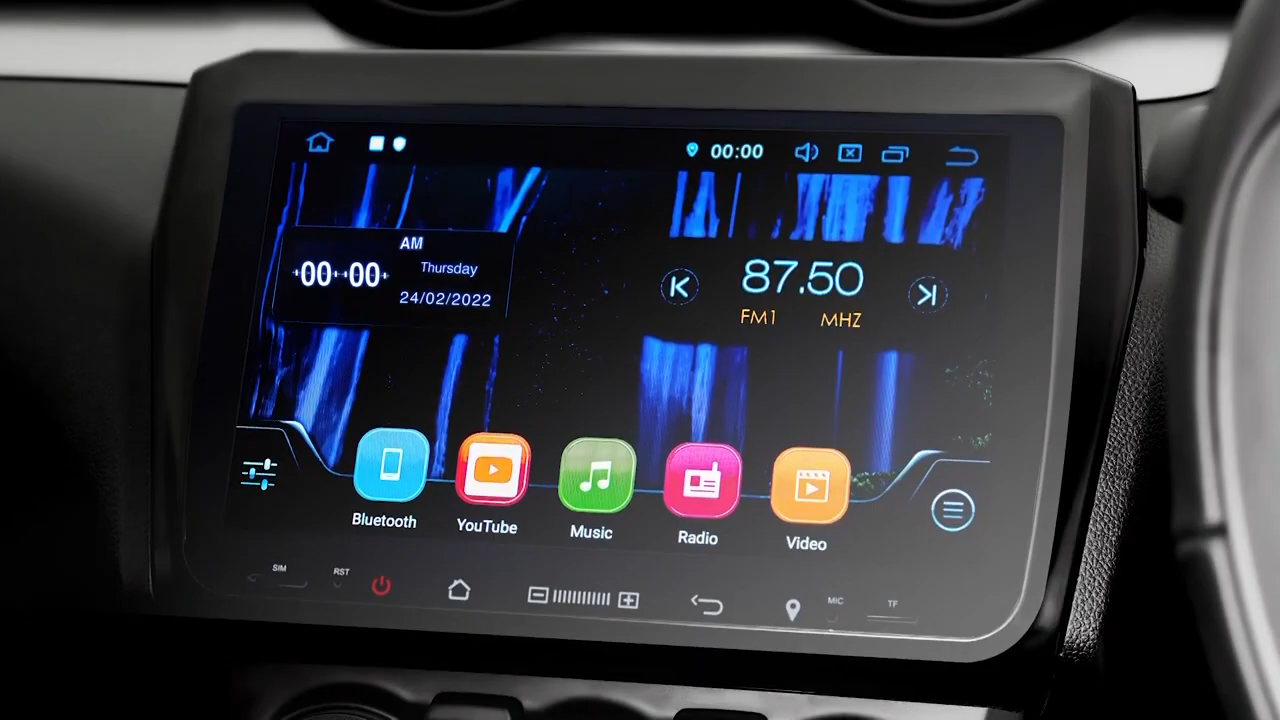 00:00
AM
00 00
Thursday
24/02/2022
87.50
FM1 MHZ
Bluetooth
YouTube
Music
Radio
Video
SIM
RST
MIC
TF